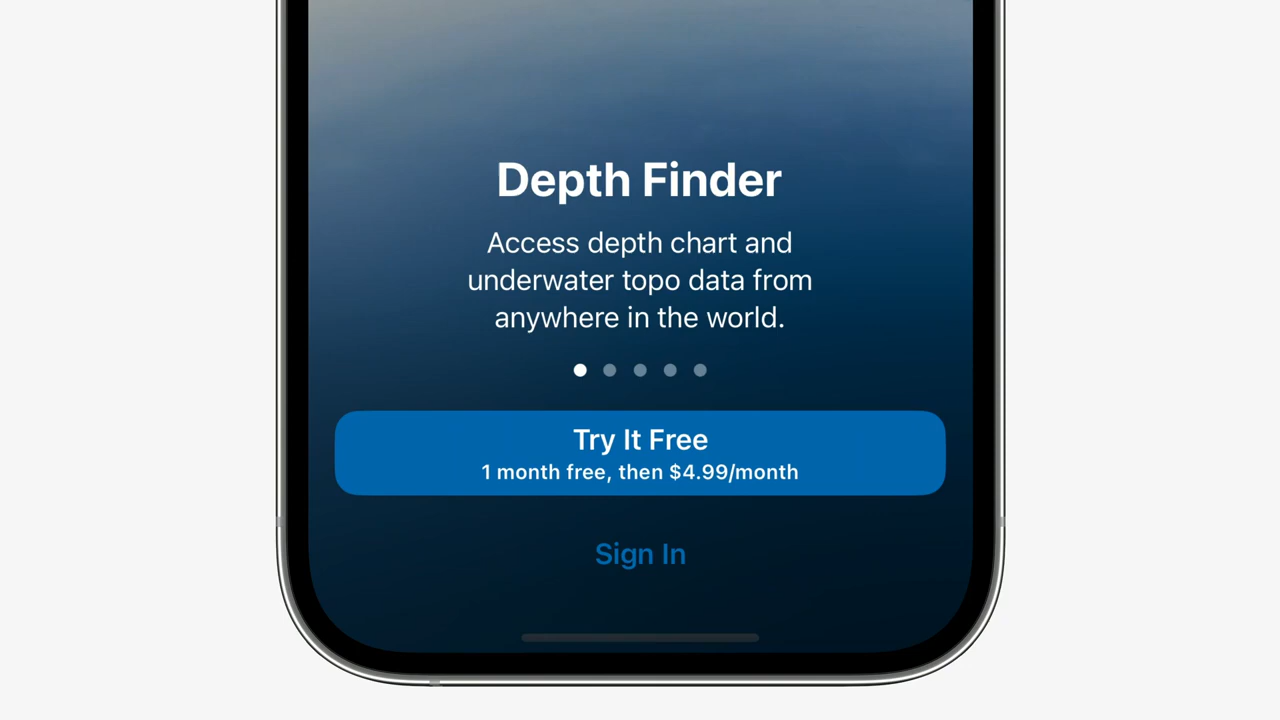 Depth Finder
Access depth chart and
underwater topo data from
anywhere in the world.
Try It Free
1 month free, then $4.99/month
Sign In